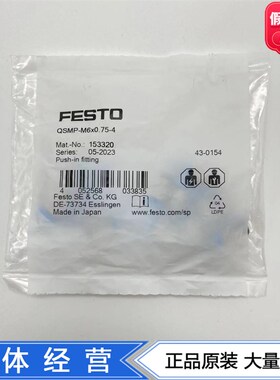 FESTO
QSMP-M6x0.75-4
Mat.-No.: 153320
Series: 05-2023
43-0154
Push-in fitting
4 052568 033835
Festo SE & Co. KG
DE-73734 Esslingen
Made in Japan
www.festo.com/sp
LDPE
体 经 营
正品原装 大量